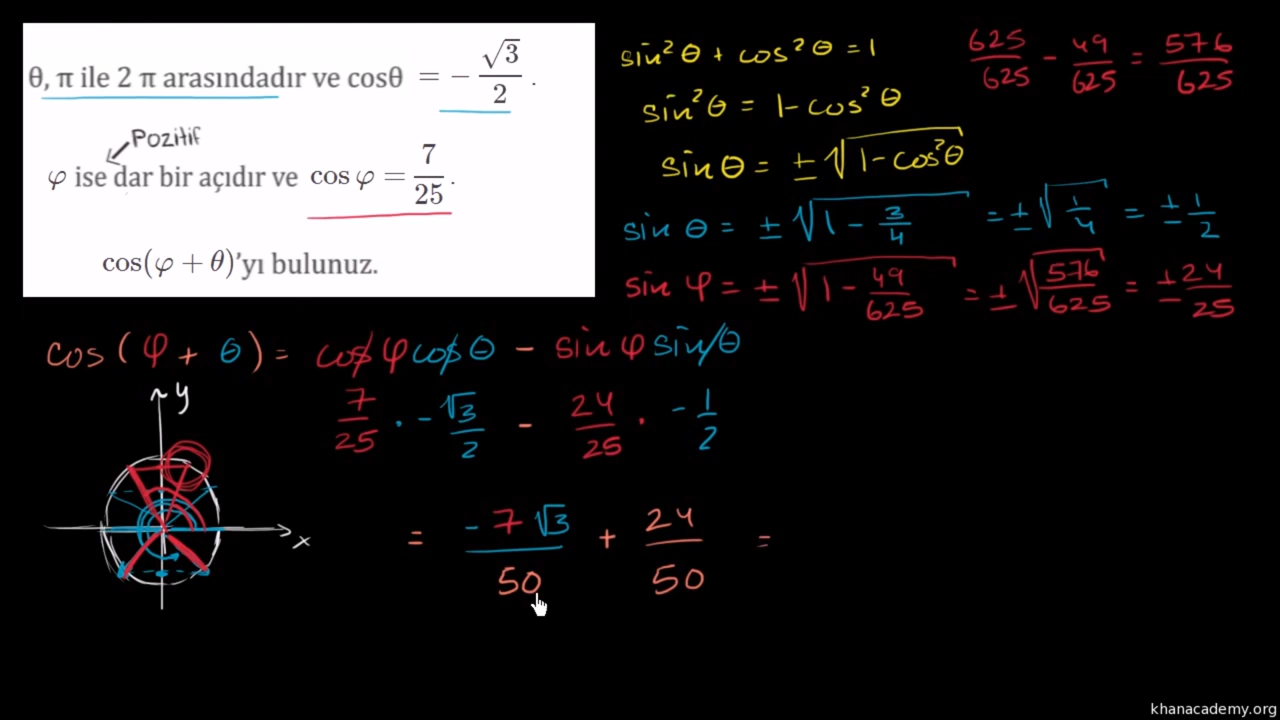 θ, π ile 2 π arasındadır ve cosθ = - √3/2 .
Pozitif
φ ise dar bir açıdır ve cos φ = 7/25 .
cos(φ + θ)'yı bulunuz.
sin²θ + cos²θ = 1
sin²θ = 1 - cos²θ
sin θ = ± √(1 - cos²θ)
625/625 - 49/625 = 576/625
sin θ = ± √(1 - 3/4) = ± √(1/4) = ± 1/2
sin φ = ± √(1 - 49/625) = ± √(576/625) = ± 24/25
cos(φ + θ) = cos φ cos θ - sin φ sin θ
7/25 · - √3/2 - 24/25 · - 1/2
= -7√3/50 + 24/50 =
y
x
khanacademy.org